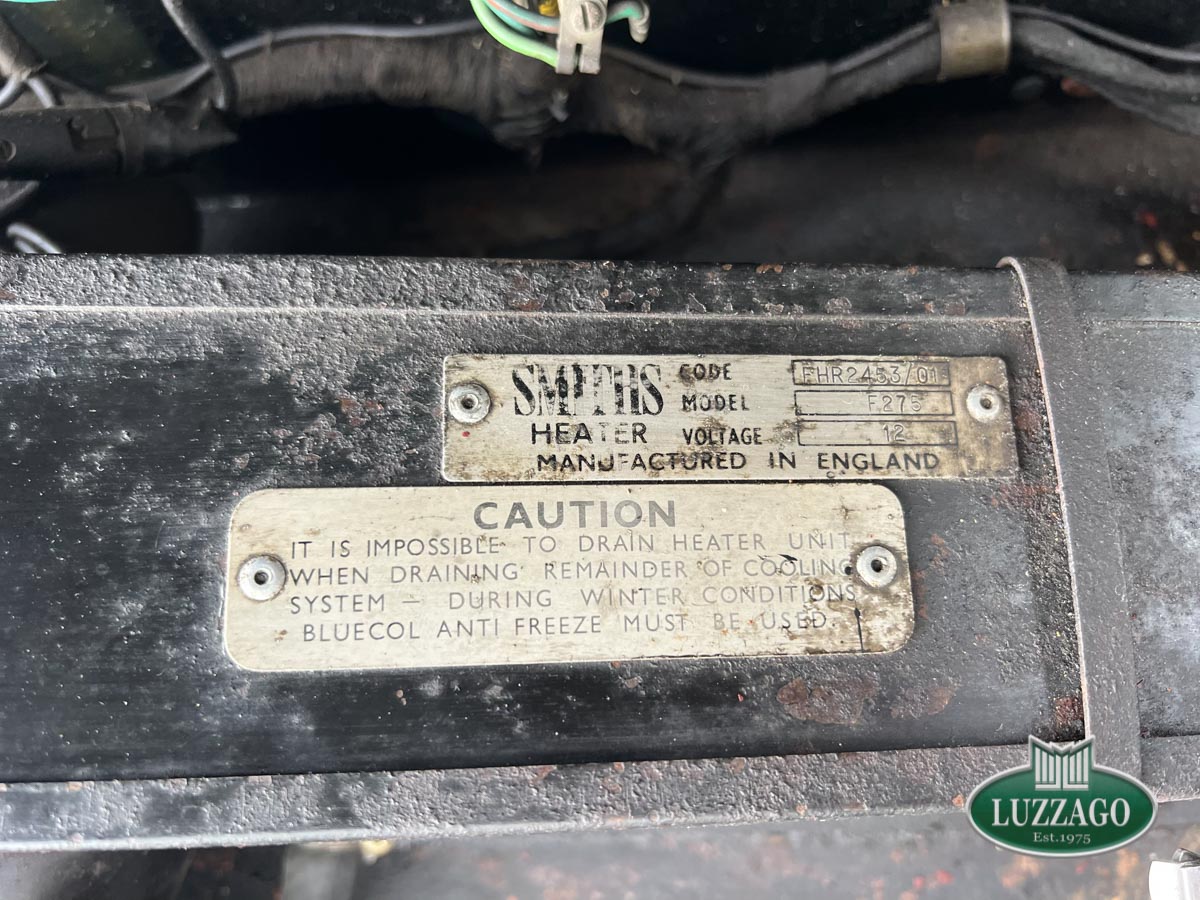 SMITHS CODE FHR2453/01
MODEL F275
HEATER VOLTAGE 12
MANUFACTURED IN ENGLAND
CAUTION
IT IS IMPOSSIBLE TO DRAIN HEATER UNIT
WHEN DRAINING REMAINDER OF COOLING
SYSTEM — DURING WINTER CONDITIONS
BLUECOL ANTI FREEZE MUST BE USED.
LUZZAGO
Est.1975